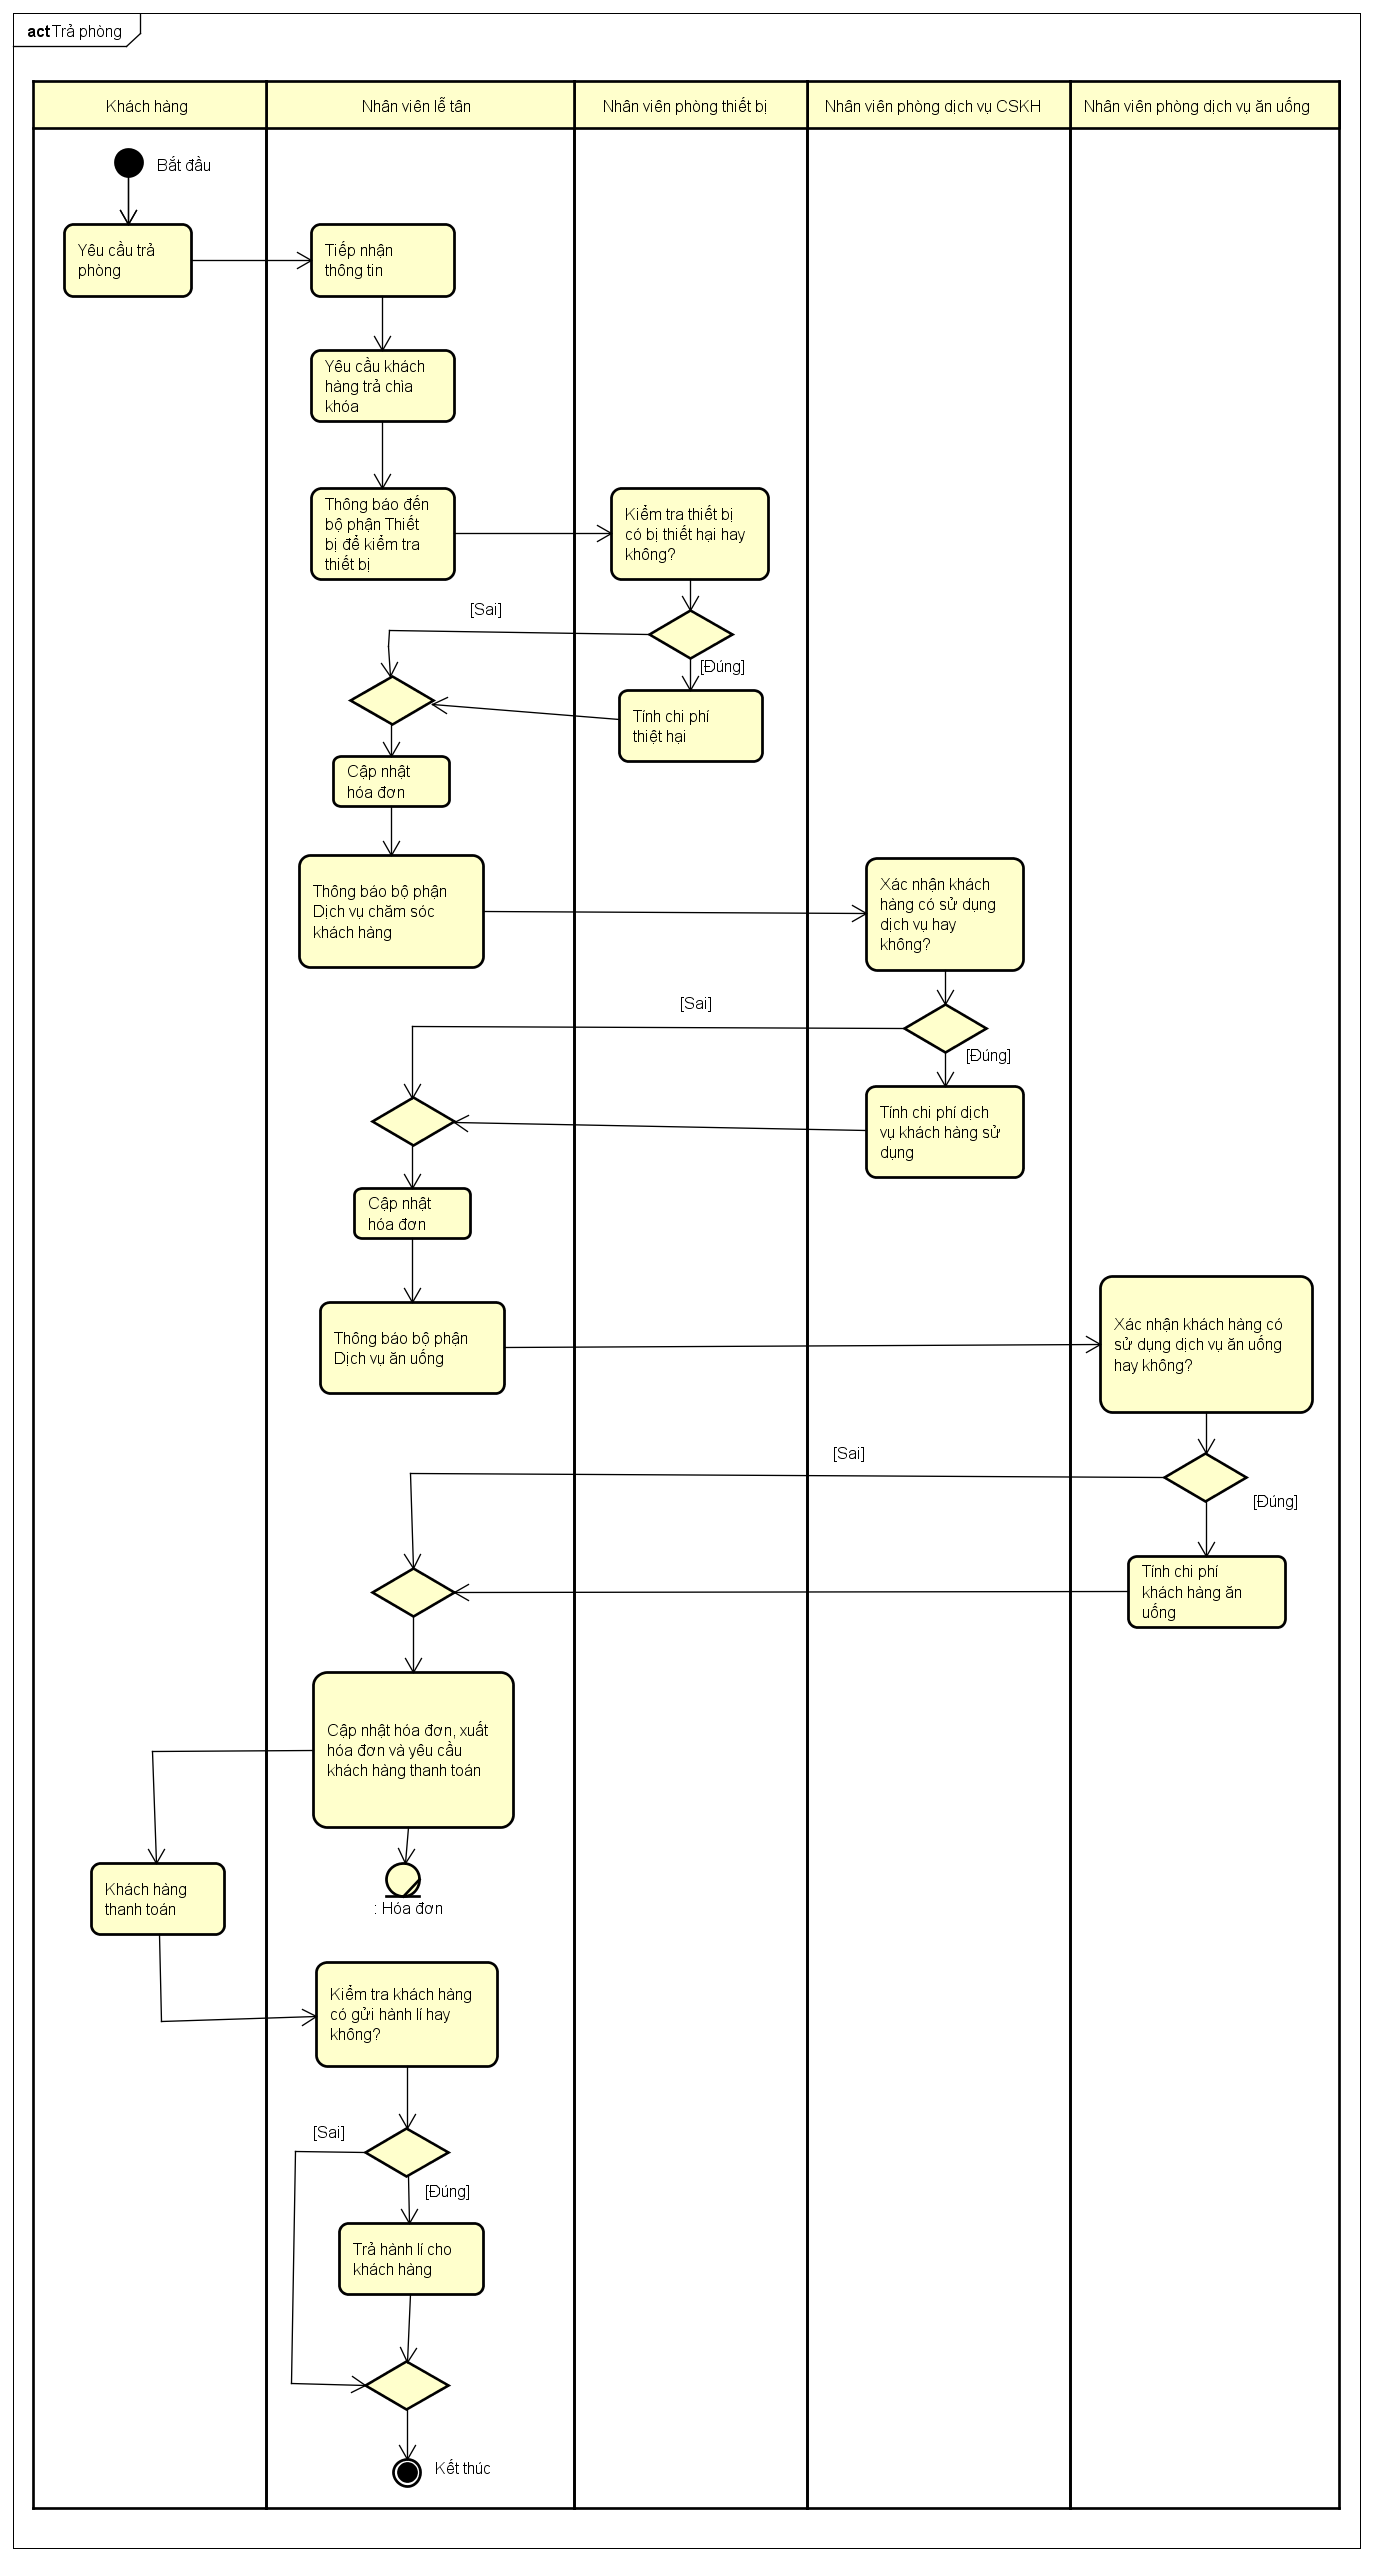 act Trả phòng
Khách hàng
Nhân viên lễ tân
Nhân viên phòng thiết bị
Nhân viên phòng dịch vụ CSKH
Nhân viên phòng dịch vụ ăn uống
Bắt đầu
Yêu cầu trả
phòng
Tiếp nhận
thông tin
Yêu cầu khách
hàng trả chìa
khóa
Thông báo đến
bộ phận Thiết
bị để kiểm tra
thiết bị
Kiểm tra thiết bị
có bị thiết hại hay
không?
[Sai]
[Đúng]
Tính chi phí
thiệt hại
Cập nhật
hóa đơn
Thông báo bộ phận
Dịch vụ chăm sóc
khách hàng
Xác nhận khách
hàng có sử dụng
dịch vụ hay
không?
[Sai]
[Đúng]
Tính chi phí dịch
vụ khách hàng sử
dụng
Cập nhật
hóa đơn
Thông báo bộ phận
Dịch vụ ăn uống
Xác nhận khách hàng có
sử dụng dịch vụ ăn uống
hay không?
[Sai]
[Đúng]
Tính chi phí
khách hàng ăn
uống
Cập nhật hóa đơn, xuất
hóa đơn và yêu cầu
khách hàng thanh toán
Khách hàng
thanh toán
: Hóa đơn
Kiểm tra khách hàng
có gửi hành lí hay
không?
[Sai]
[Đúng]
Trả hành lí cho
khách hàng
Kết thúc